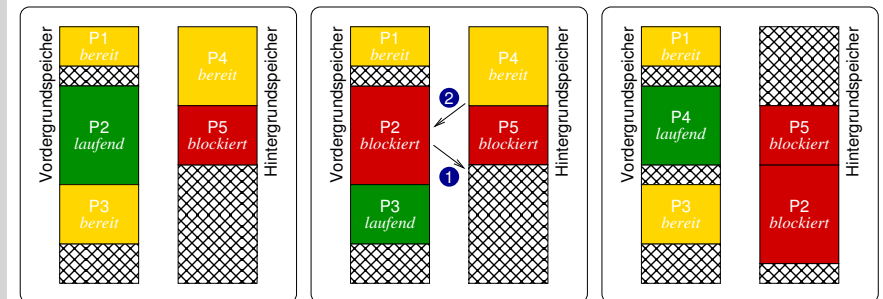 Vordergrundspeicher
P1
bereit
P2
laufend
P3
bereit
P4
bereit
P5
blockiert
Hintergrundspeicher
Vordergrundspeicher
P1
bereit
P2
blockiert
P3
laufend
2
1
P4
bereit
P5
blockiert
Hintergrundspeicher
Vordergrundspeicher
P1
bereit
P4
laufend
P3
bereit
P5
blockiert
P2
blockiert
Hintergrundspeicher